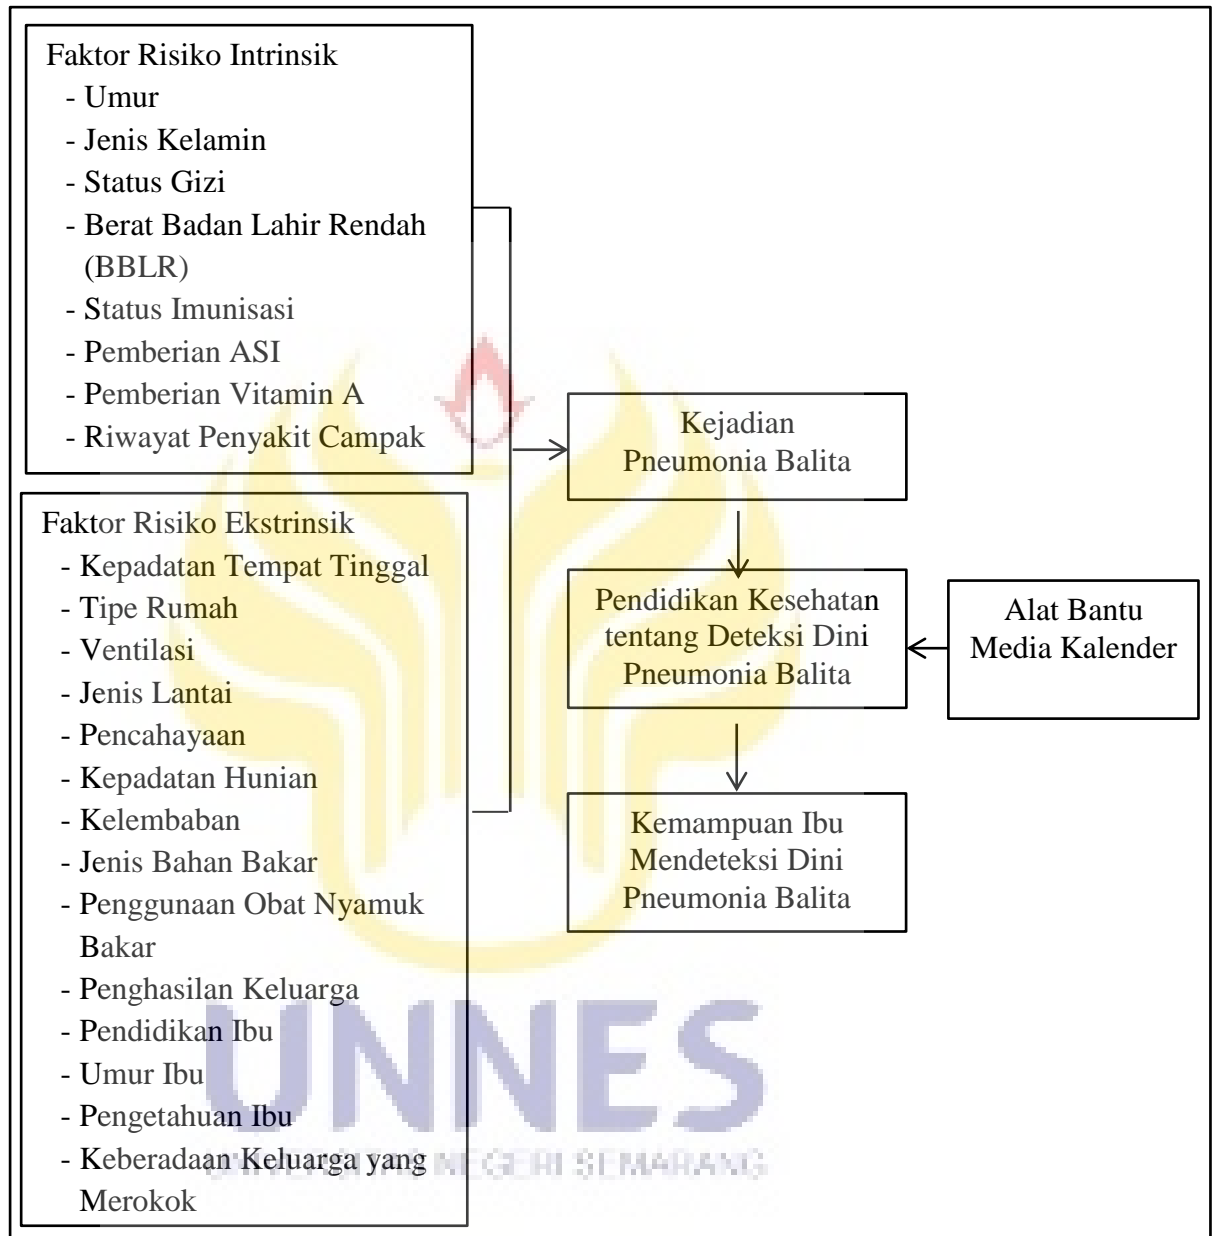 Faktor Risiko Intrinsik
- Umur
- Jenis Kelamin
- Status Gizi
- Berat Badan Lahir Rendah
(BBLR)
- Status Imunisasi
- Pemberian ASI
- Pemberian Vitamin A
- Riwayat Penyakit Campak
Faktor Risiko Ekstrinsik
- Kepadatan Tempat Tinggal
- Tipe Rumah
- Ventilasi
- Jenis Lantai
- Pencahayaan
- Kepadatan Hunian
- Kelembaban
- Jenis Bahan Bakar
- Penggunaan Obat Nyamuk
Bakar
- Penghasilan Keluarga
- Pendidikan Ibu
- Umur Ibu
- Pengetahuan Ibu
- Keberadaan Keluarga yang
Merokok
Kejadian
Pneumonia Balita
Pendidikan Kesehatan
tentang Deteksi Dini
Pneumonia Balita
Alat Bantu
Media Kalender
Kemampuan Ibu
Mendeteksi Dini
Pneumonia Balita
UNNES
UNIVERSITAS NEGERI SEMARANG